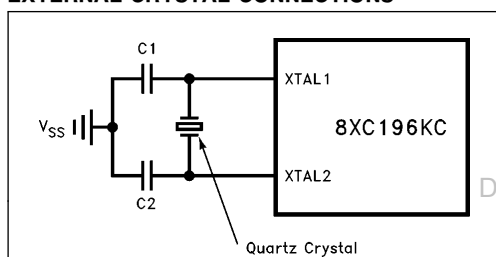 EXTERNAL CRYSTAL CONNECTIONS
C1
XTAL1
VSS
8XC196KC
XTAL2
C2
D
Quartz Crystal